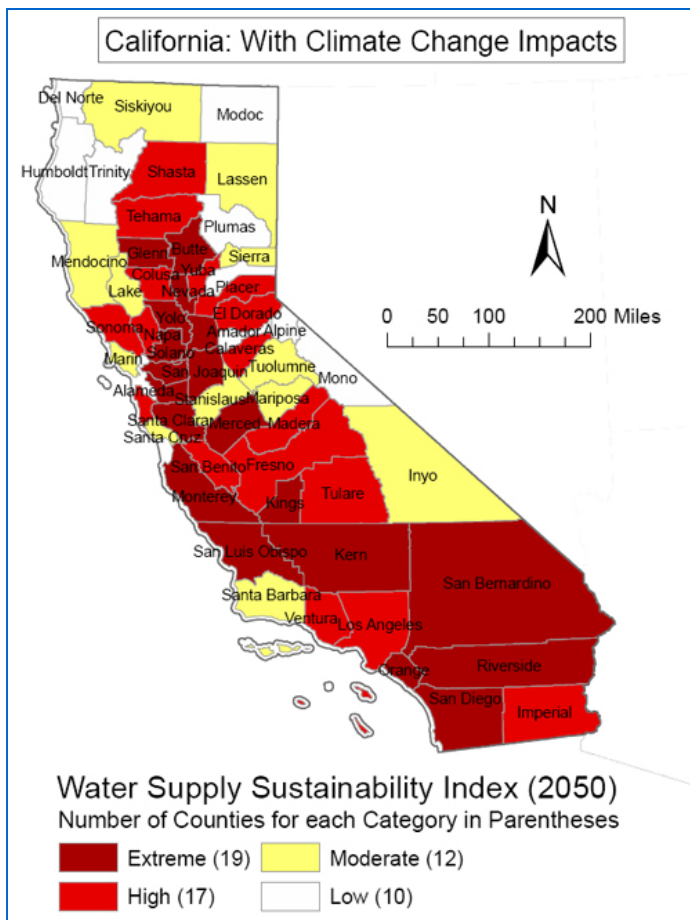 California: With Climate Change Impacts
Del Norte
Siskiyou
Modoc
Humboldt
Trinity
Shasta
Lassen
Tehama
Plumas
Mendocino
Glenn
Butte
Sierra
Colusa
Yuba
Lake
Nevada
Placer
Sonoma
Yolo
El Dorado
Napa
Amador
Alpine
Solano
Calaveras
Marin
San Joaquin
Tuolumne
Mono
Alameda
Stanislaus
Mariposa
Santa Clara
Merced
Madera
Santa Cruz
San Benito
Fresno
Inyo
Monterey
Kings
Tulare
San Luis Obispo
Kern
San Bernardino
Santa Barbara
Ventura
Los Angeles
Orange
Riverside
San Diego
Imperial
N
0 50 100 200 Miles
Water Supply Sustainability Index (2050)
Number of Counties for each Category in Parentheses
Extreme (19)
Moderate (12)
High (17)
Low (10)